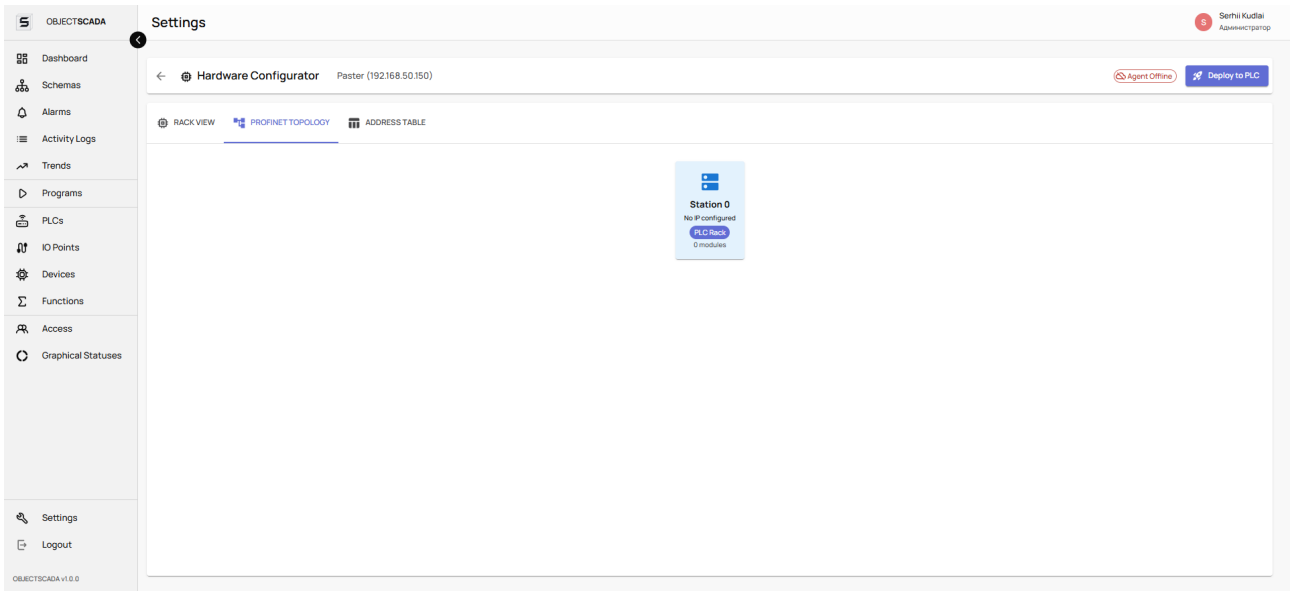 OBJECTSCADA
Settings
S
Serhii Kudlai
Администратор
Dashboard
Schemas
Alarms
Activity Logs
Trends
Programs
PLCs
IO Points
Devices
Functions
Access
Graphical Statuses
Settings
Logout
OBJECTSCADA v1.0.0
Hardware Configurator Paster (192.168.50.150)
Agent Offline
Deploy to PLC
RACK VIEW PROFINET TOPOLOGY ADDRESS TABLE
Station 0
No IP configured
PLC Rack
0 modules